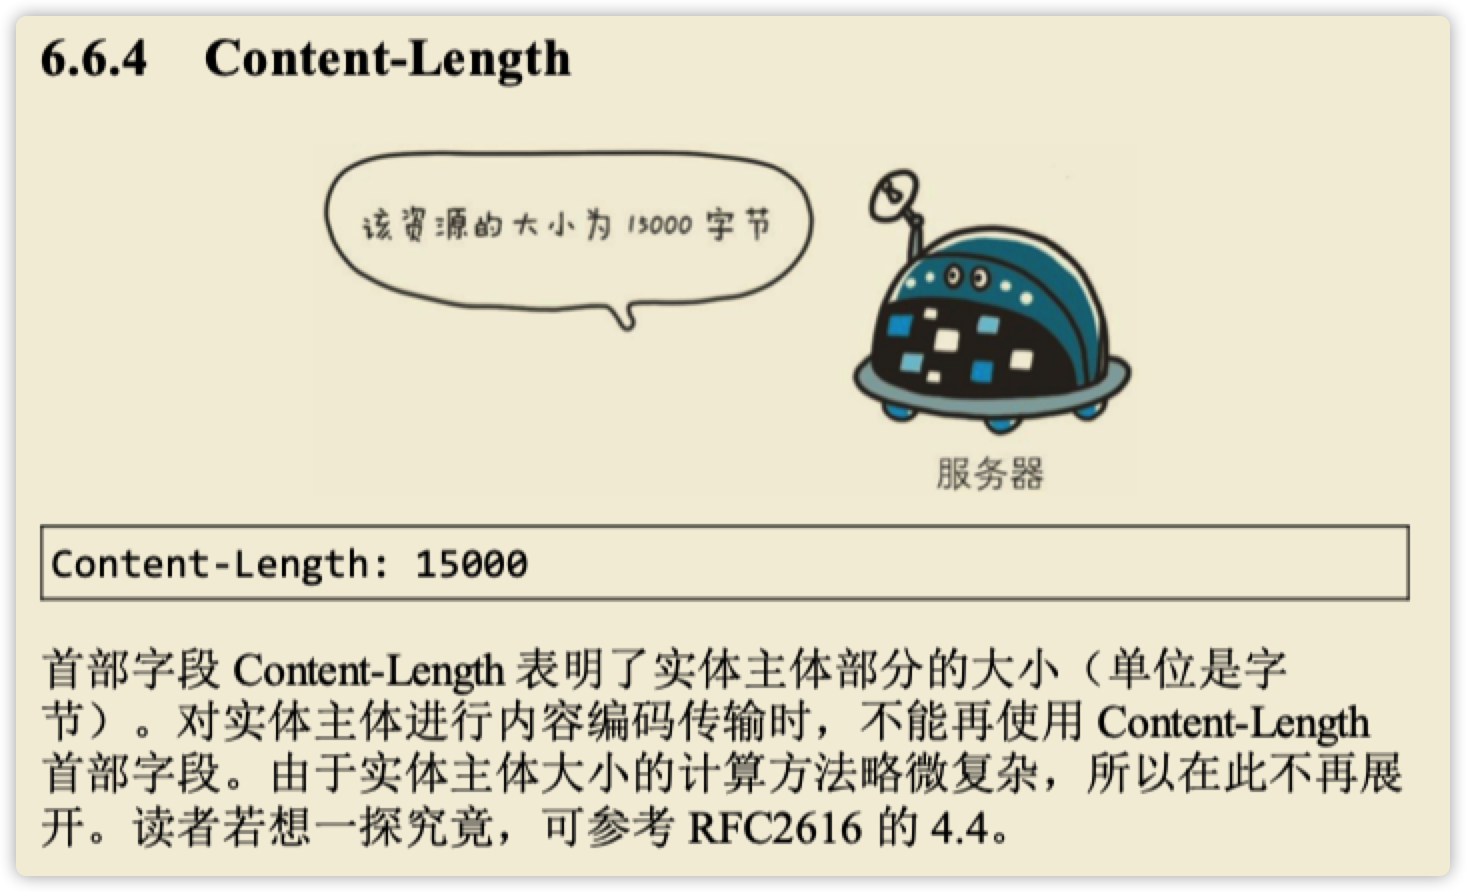 6.6.4 Content-Length
该资源的大小为 15000 字节
服务器
Content-Length: 15000
首部字段 Content-Length 表明了实体主体部分的大小（单位是字
节）。对实体主体进行内容编码传输时，不能再使用 Content-Length
首部字段。由于实体主体大小的计算方法略微复杂，所以在此不再展
开。读者若想一探究竟，可参考 RFC2616 的 4.4。